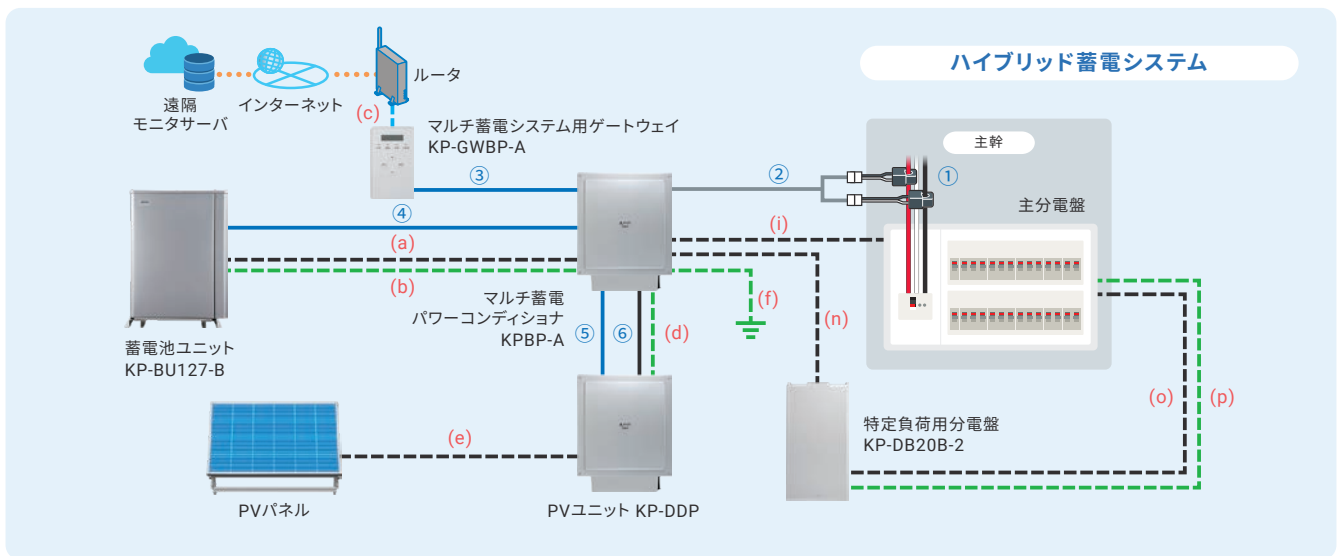 ハイブリッド蓄電システム
遠隔
モニタサーバ
インターネット
ルータ
(c)
マルチ蓄電システム用ゲートウェイ
KP-GWBP-A
主幹
①
②
③
主分電盤
④
(a)
(i)
(b)
(f)
(n)
マルチ蓄電
パワーコンディショナ
KPBP-A
⑤
⑥
(d)
蓄電池ユニット
KP-BU127-B
(o)
(p)
特定負荷用分電盤
KP-DB20B-2
(e)
PVパネル
PVユニット KP-DDP